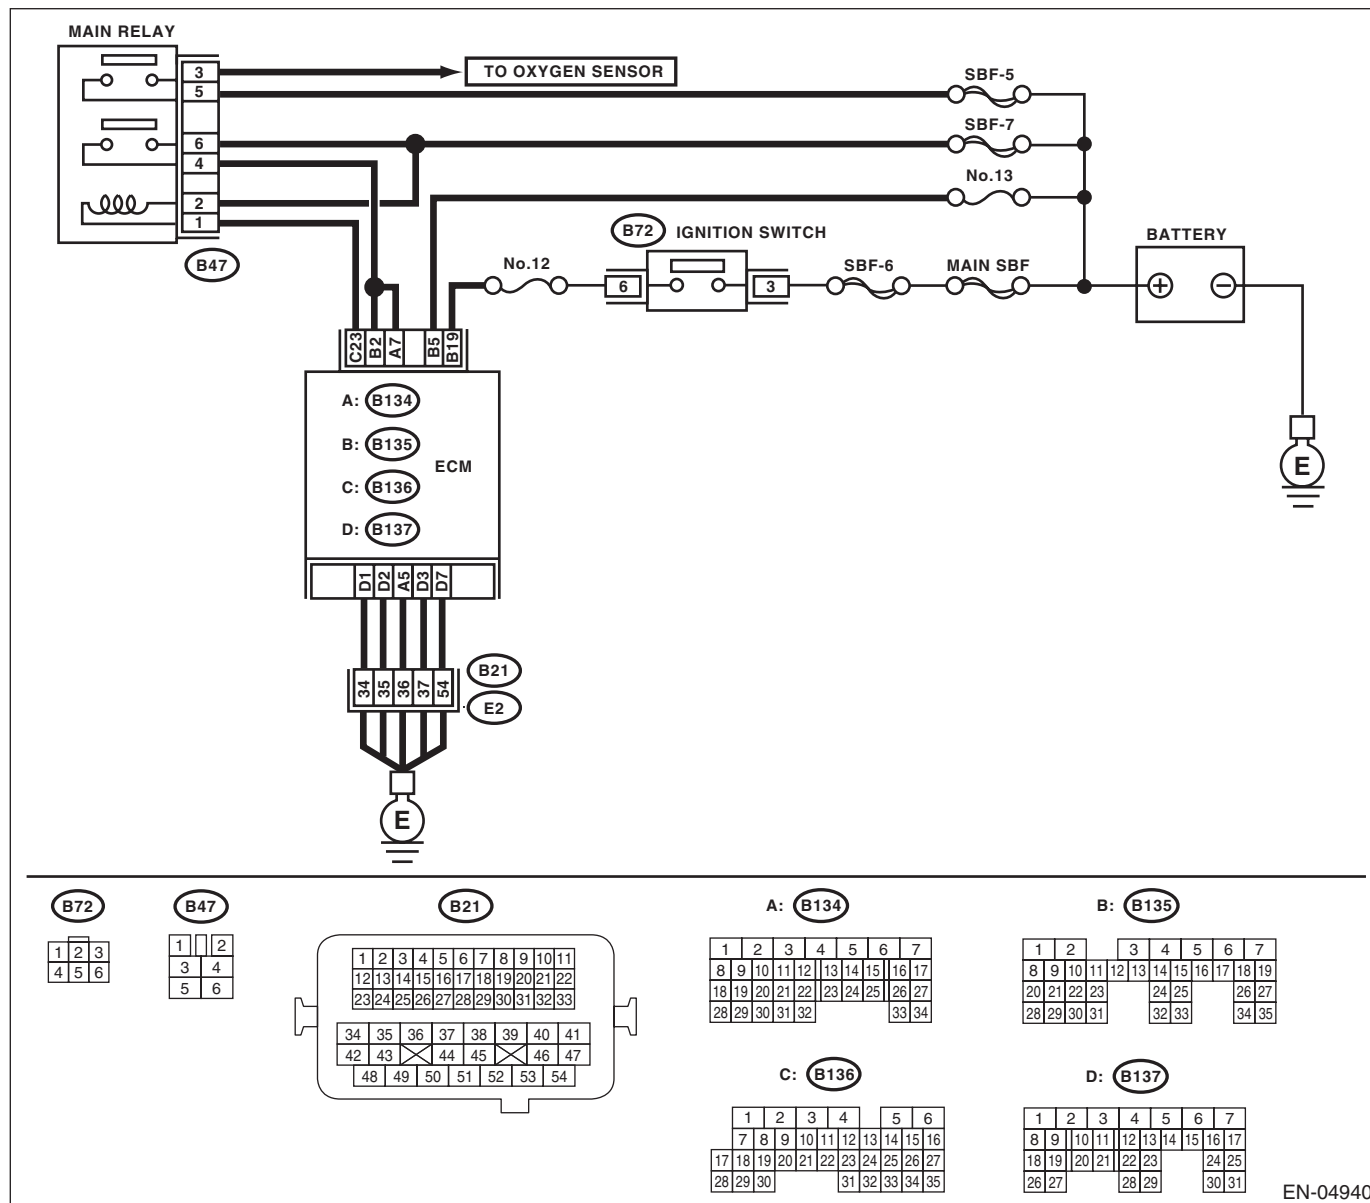 MAIN RELAY
3
TO OXYGEN SENSOR
5
SBF-5
6
SBF-7
4
No.13
2
1
B47
B72 IGNITION SWITCH
BATTERY
No.12
6
3
SBF-6
MAIN SBF
+ −
C23 B2 A7 B5 B19
A: B134
B: B135
C: B136
D: B137
ECM
E
D1 D2 A5 D3 D7
34 35 36 37 54
B21
E2
E
B72
1 2 3
4 5 6
B47
1 2
3 4
5 6
B21
1 2 3 4 5 6 7 8 9 10 11
12 13 14 15 16 17 18 19 20 21 22
23 24 25 26 27 28 29 30 31 32 33
34 35 36 37 38 39 40 41
42 43 44 45 46 47
48 49 50 51 52 53 54
A: B134
1 2 3 4 5 6 7
8 9 10 11 12 13 14 15 16 17
18 19 20 21 22 23 24 25 26 27
28 29 30 31 32 33 34
B: B135
1 2 3 4 5 6 7
8 9 10 11 12 13 14 15 16 17 18 19
20 21 22 23 24 25 26 27
28 29 30 31 32 33 34 35
C: B136
1 2 3 4 5 6
7 8 9 10 11 12 13 14 15 16
17 18 19 20 21 22 23 24 25 26 27
28 29 30 31 32 33 34 35
D: B137
1 2 3 4 5 6 7
8 9 10 11 12 13 14 15 16 17
18 19 20 21 22 23 24 25
26 27 28 29 30 31
EN-04940